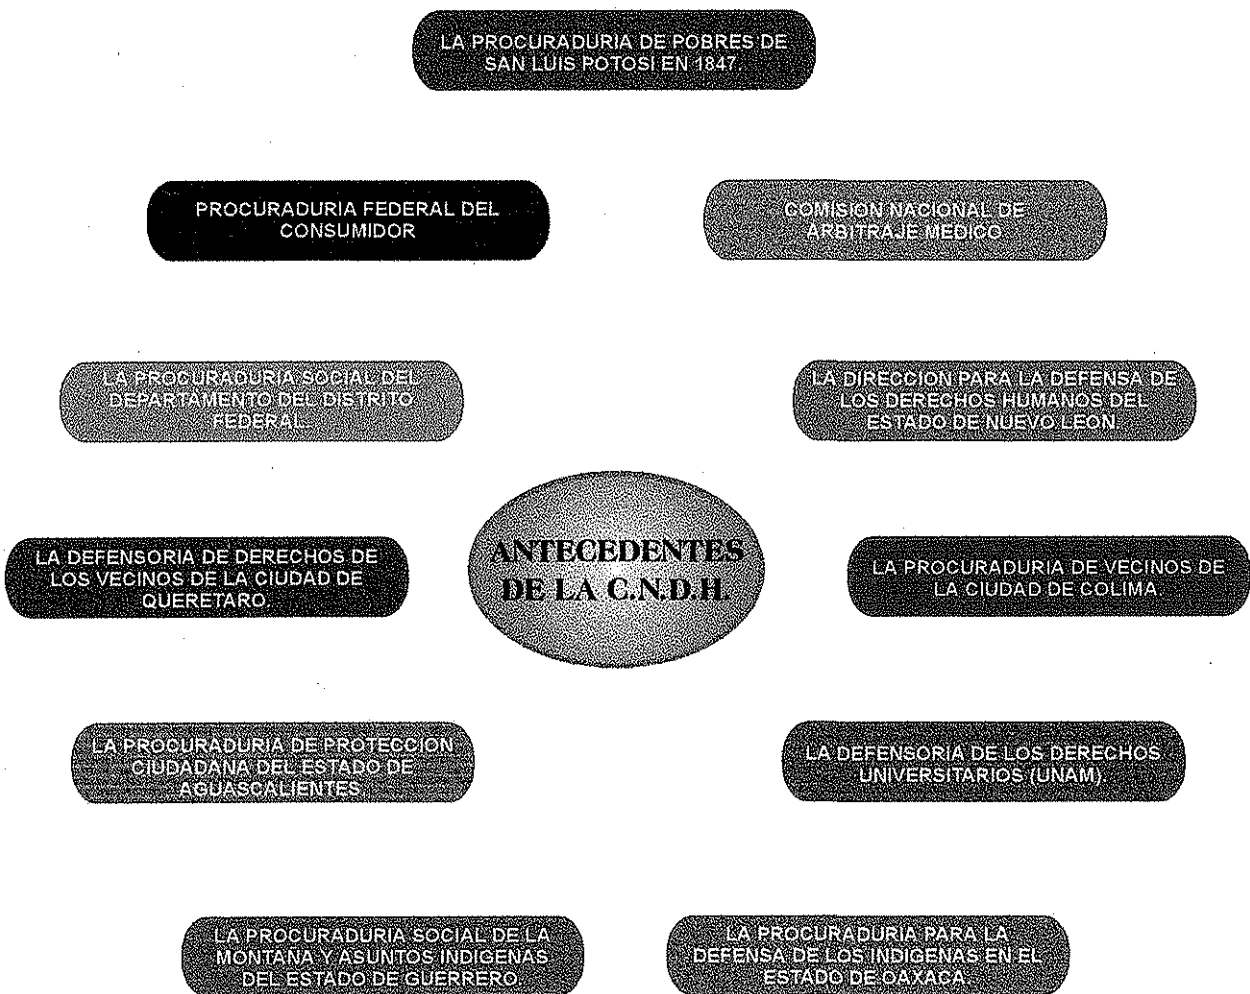 LA PROCURADURIA DE POBRES DE
SAN LUIS POTOSI EN 1847
PROCURADURIA FEDERAL DEL
CONSUMIDOR
COMISION NACIONAL DE
ARBITRAJE MEDICO
LA PROCURADURIA SOCIAL DEL
DEPARTAMENTO DEL DISTRITO
FEDERAL.
LA DIRECCION PARA LA DEFENSA DE
LOS DERECHOS HUMANOS DEL
ESTADO DE NUEVO LEON
ANTECEDENTES
DE LA C.N.D.H.
LA DEFENSORIA DE DERECHOS DE
LOS VECINOS DE LA CIUDAD DE
QUERETARO.
LA PROCURADURIA DE VECINOS DE
LA CIUDAD DE COLIMA.
LA PROCURADURIA DE PROTECCION
CIUDADANA DEL ESTADO DE
AGUASCALIENTES
LA DEFENSORIA DE LOS DERECHOS
UNIVERSITARIOS (UNAM)
LA PROCURADURIA SOCIAL DE LA
MONTANA Y ASUNTOS INDIGENAS
DEL ESTADO DE GUERRERO.
LA PROCURADURIA PARA LA
DEFENSA DE LOS INDIGENAS EN EL
ESTADO DE OAXACA.